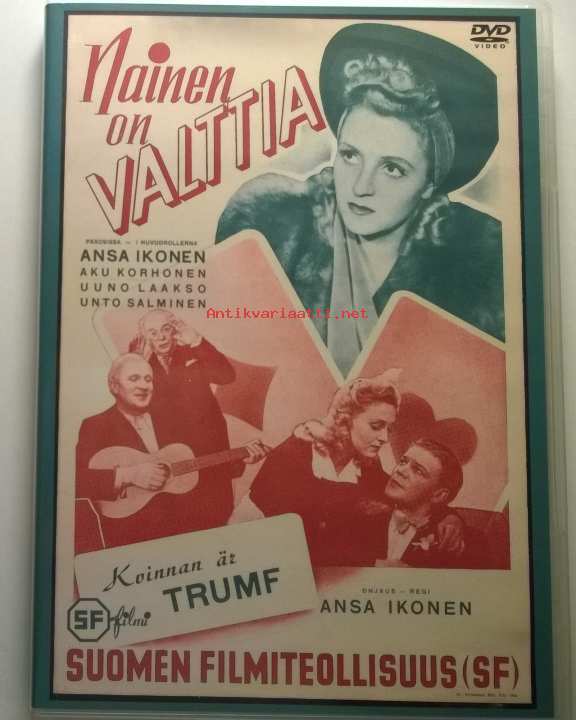 DVD
VIDEO
Nainen
on
VALTTIA
PÄÄOSISSA — I HUVUDROLLERNA
ANSA IKONEN
AKU KORHONEN
UUNO LAAKSO
UNTO SALMINEN
Antikvariaatti.net
Kvinnan är
TRUMF
SF filmi
OHJAUS — REGI
ANSA IKONEN
SUOMEN FILMITEOLLISUUS (SF)